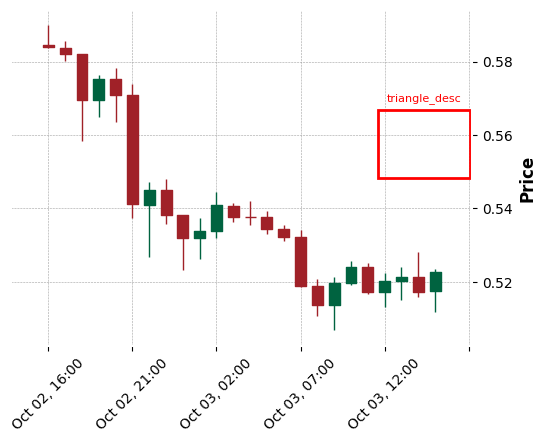 0.58
triangle_desc
0.56
0.54
0.52
Price
Oct 02, 16:00
Oct 02, 21:00
Oct 03, 02:00
Oct 03, 07:00
Oct 03, 12:00